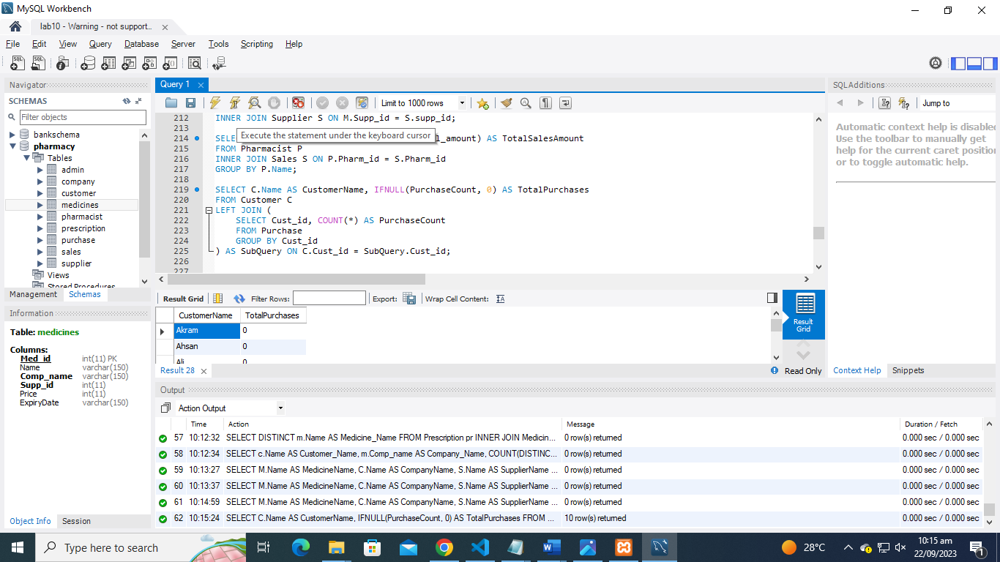 MySQL Workbench
lab10 - Warning - not support...
File Edit View Query Database Server Tools Scripting Help
Navigator
SCHEMAS
Filter objects
bankschema
pharmacy
Tables
admin
company
customer
medicines
pharmacist
prescription
purchase
sales
supplier
Views
Stored Procedures
Management Schemas
Information
Table: medicines
Columns:
Med_id int(11) PK
Name varchar(150)
Comp_name varchar(150)
Supp_id int(11)
Price int(11)
ExpiryDate varchar(150)
Object Info Session
Query 1
Limit to 1000 rows
212 INNER JOIN Supplier S ON M.Supp_id = S.supp_id;
213
Execute the statement under the keyboard cursor
214 SELE l_amount) AS TotalSalesAmount
215 FROM Pharmacist P
216 INNER JOIN Sales S ON P.Pharm_id = S.Pharm_id
217 GROUP BY P.Name;
218
219 SELECT C.Name AS CustomerName, IFNULL(PurchaseCount, 0) AS TotalPurchases
220 FROM Customer C
221 LEFT JOIN (
222 SELECT Cust_id, COUNT(*) AS PurchaseCount
223 FROM Purchase
224 GROUP BY Cust_id
225 ) AS SubQuery ON C.Cust_id = SubQuery.Cust_id;
226
227
Result Grid Filter Rows: Export: Wrap Cell Content:
CustomerName TotalPurchases
Akram 0
Ahsan 0
Ali 0
Result Grid
Result 28
Read Only
SQLAdditions
Jump to
Automatic context help is disabled
Use the toolbar to manually get
help for the current caret position
or to toggle automatic help.
Context Help Snippets
Output
Action Output
Time Action Message Duration / Fetch
57 10:12:32 SELECT DISTINCT m.Name AS Medicine_Name FROM Prescription pr INNER JOIN Medicin... 0 row(s) returned 0.000 sec / 0.000 sec
58 10:12:34 SELECT c.Name AS Customer_Name, m.Comp_name AS Company_Name, COUNT(DISTINC... 0 row(s) returned 0.000 sec / 0.000 sec
59 10:13:27 SELECT M.Name AS MedicineName, C.Name AS CompanyName, S.Name AS SupplierName ... 0 row(s) returned 0.000 sec / 0.000 sec
60 10:13:37 SELECT M.Name AS MedicineName, C.Name AS CompanyName, S.Name AS SupplierName ... 0 row(s) returned 0.000 sec / 0.000 sec
61 10:14:59 SELECT M.Name AS MedicineName, C.Name AS CompanyName, S.Name AS SupplierName ... 0 row(s) returned 0.000 sec / 0.000 sec
62 10:15:24 SELECT C.Name AS CustomerName, IFNULL(PurchaseCount, 0) AS TotalPurchases FROM ... 10 row(s) returned 0.000 sec / 0.000 sec
Type here to search
28°C
10:15 am
22/09/2023
1